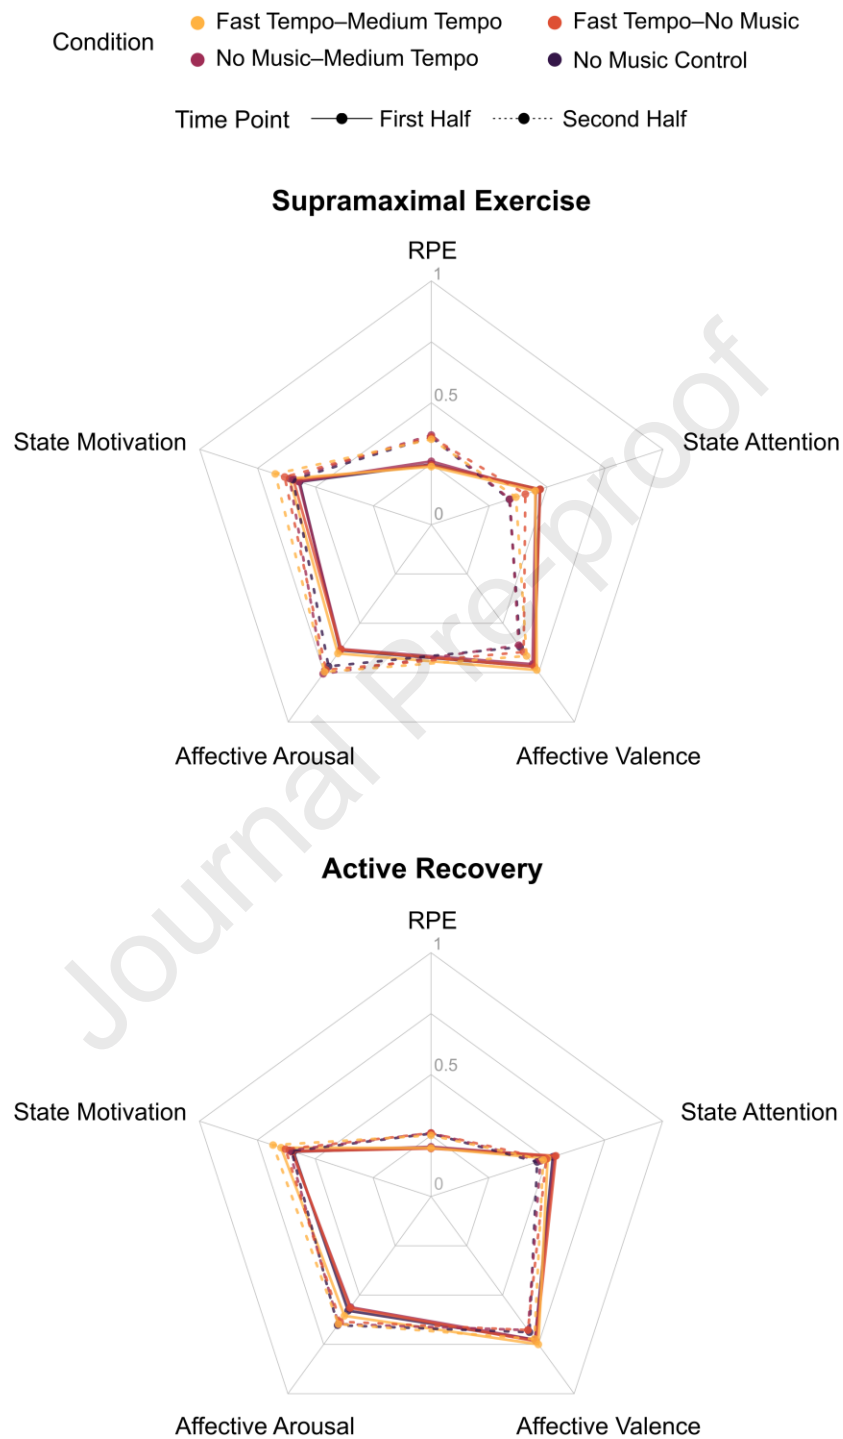 Condition
Fast Tempo–Medium Tempo
Fast Tempo–No Music
No Music–Medium Tempo
No Music Control
Time Point
First Half
Second Half
Supramaximal Exercise
RPE
1
0.5
0
State Motivation
State Attention
Affective Arousal
Affective Valence
Journal Pre-proof
Active Recovery
RPE
1
0.5
0
State Motivation
State Attention
Affective Arousal
Affective Valence